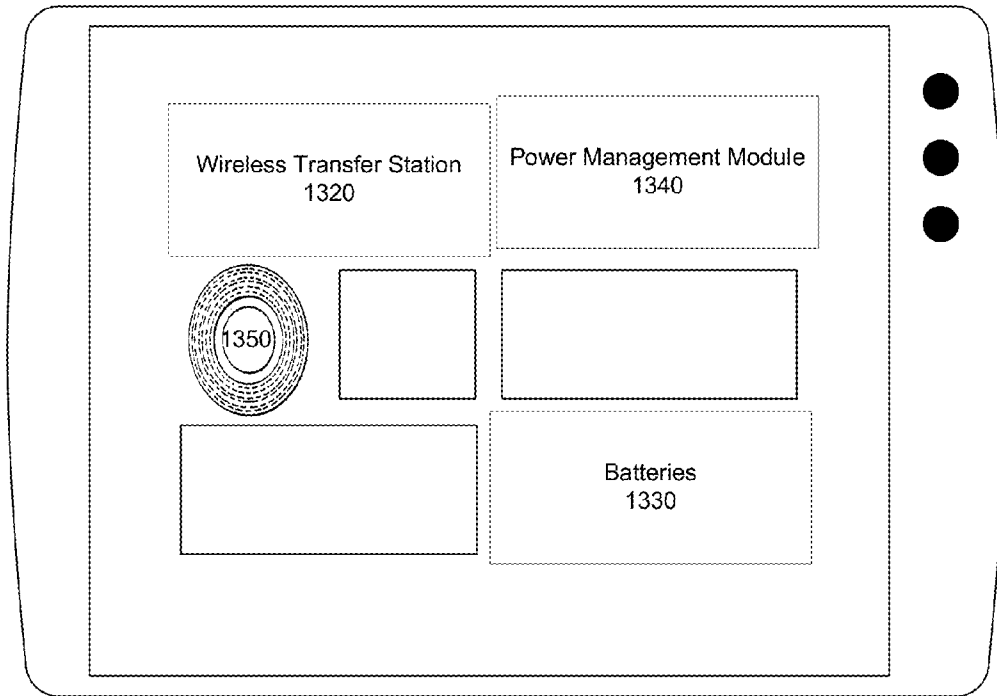 Wireless Transfer Station
1320
Power Management Module
1340
1350
Batteries
1330